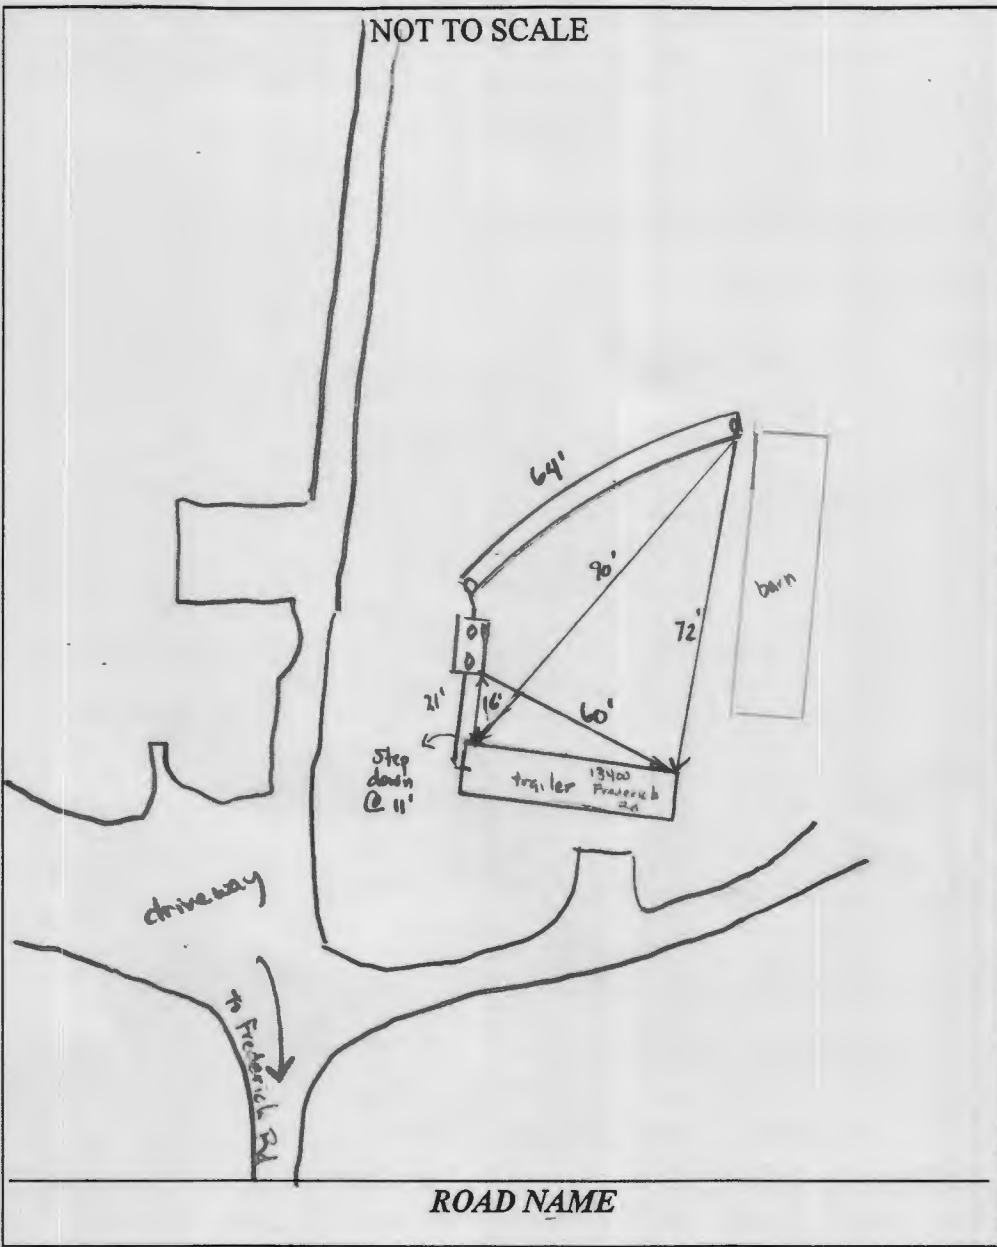 NOT TO SCALE
64'
90'
barn
72'
21'
16'
60'
Step
down
@ 11'
trailer
13400
Frederick
Rd
driveway
to Frederick Rd
ROAD NAME